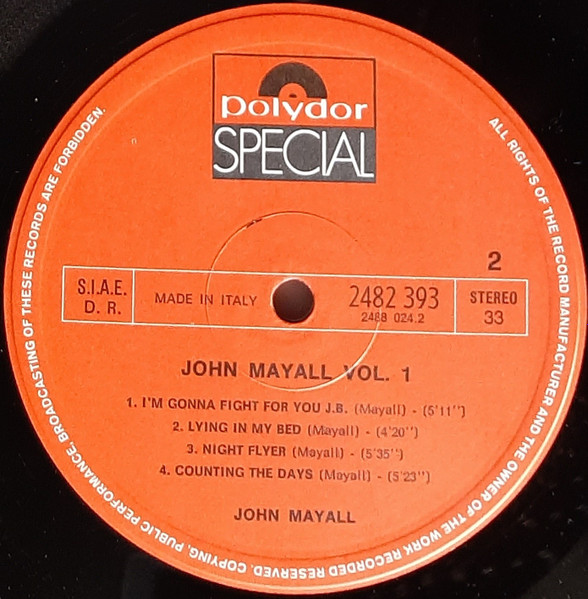 polydor
SPECIAL
2
S.I.A.E.
D. R.
MADE IN ITALY
2482 393
2488 024.2
STEREO
33
JOHN MAYALL VOL. 1
1. I'M GONNA FIGHT FOR YOU J.B. (Mayall) - (5'11")
2. LYING IN MY BED (Mayall) - (4'20")
3. NIGHT FLYER (Mayall) - (5'35")
4. COUNTING THE DAYS (Mayall) - (5'23")
JOHN MAYALL
ALL RIGHTS OF THE RECORD MANUFACTURER AND THE OWNER OF THE WORK RECORDED RESERVED. COPYING, PUBLIC PERFORMANCE, BROADCASTING OF THESE RECORDS ARE FORBIDDEN.